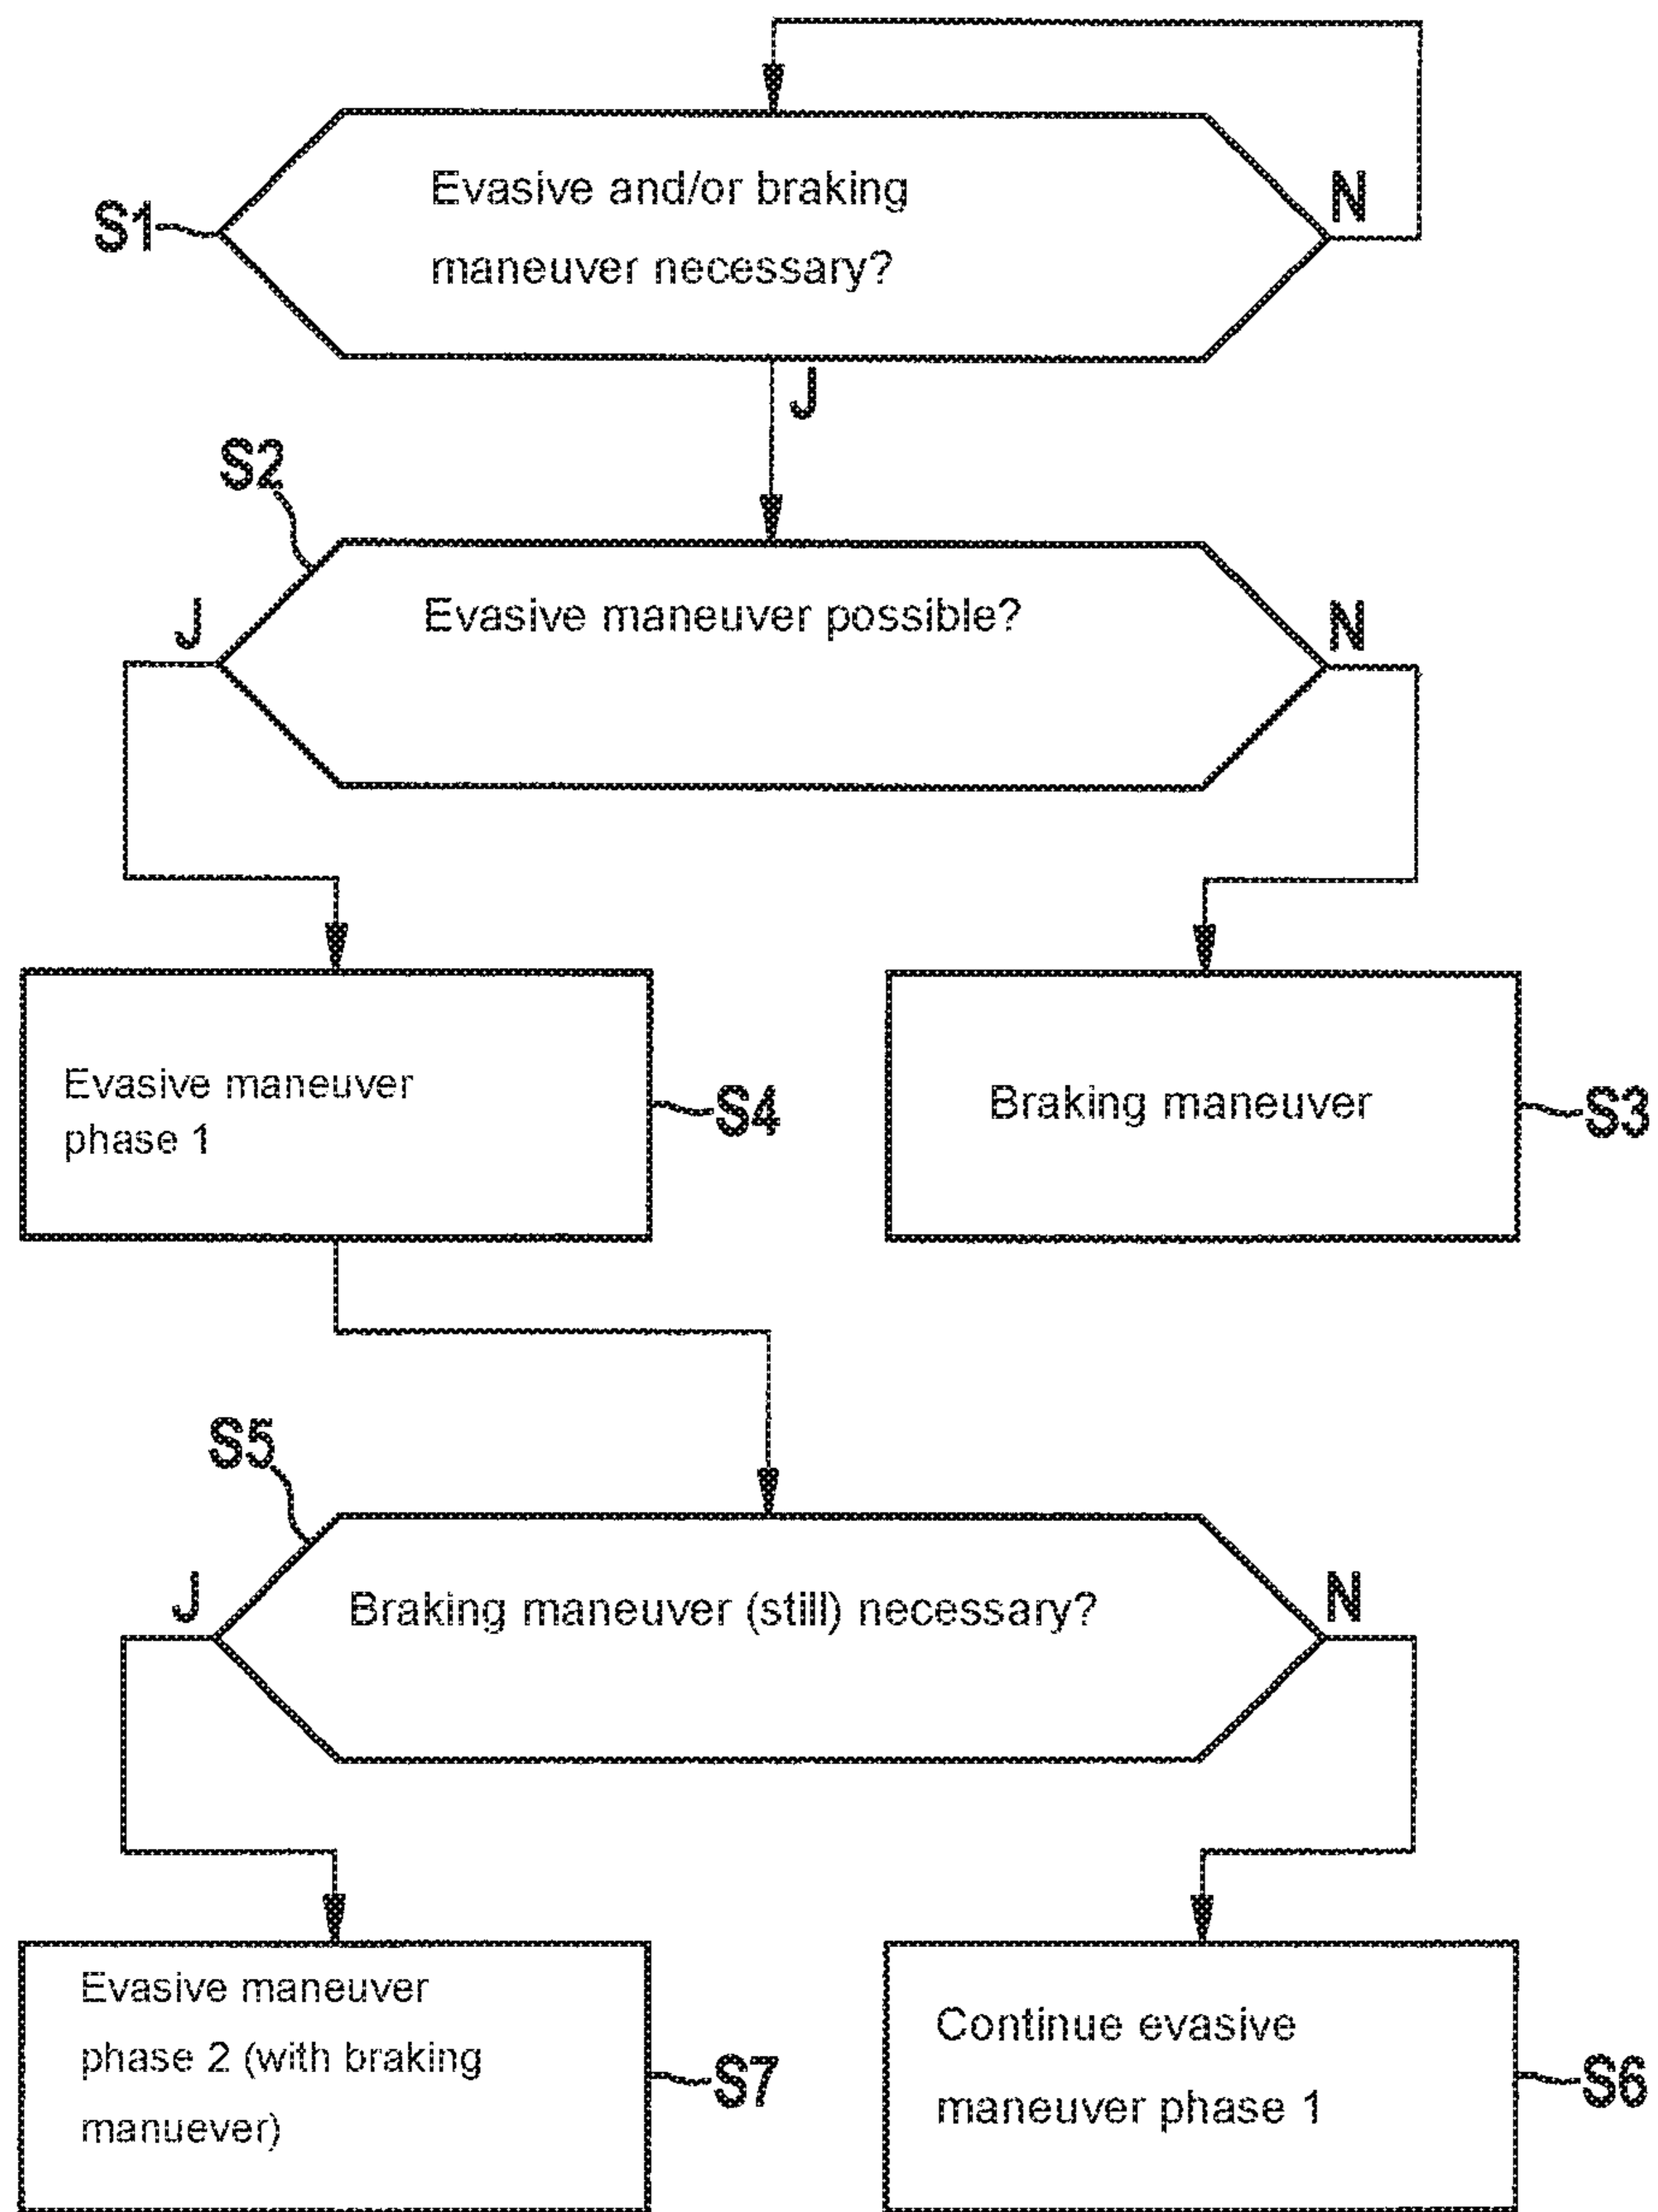 Evasive and/or braking
maneuver necessary?
S1
N
J
S2
Evasive maneuver possible?
J
N
Evasive maneuver
phase 1
S4
Braking maneuver
S3
S5
Braking maneuver (still) necessary?
J
N
Evasive maneuver
phase 2 (with braking
manuever)
S7
Continue evasive
maneuver phase 1
S6